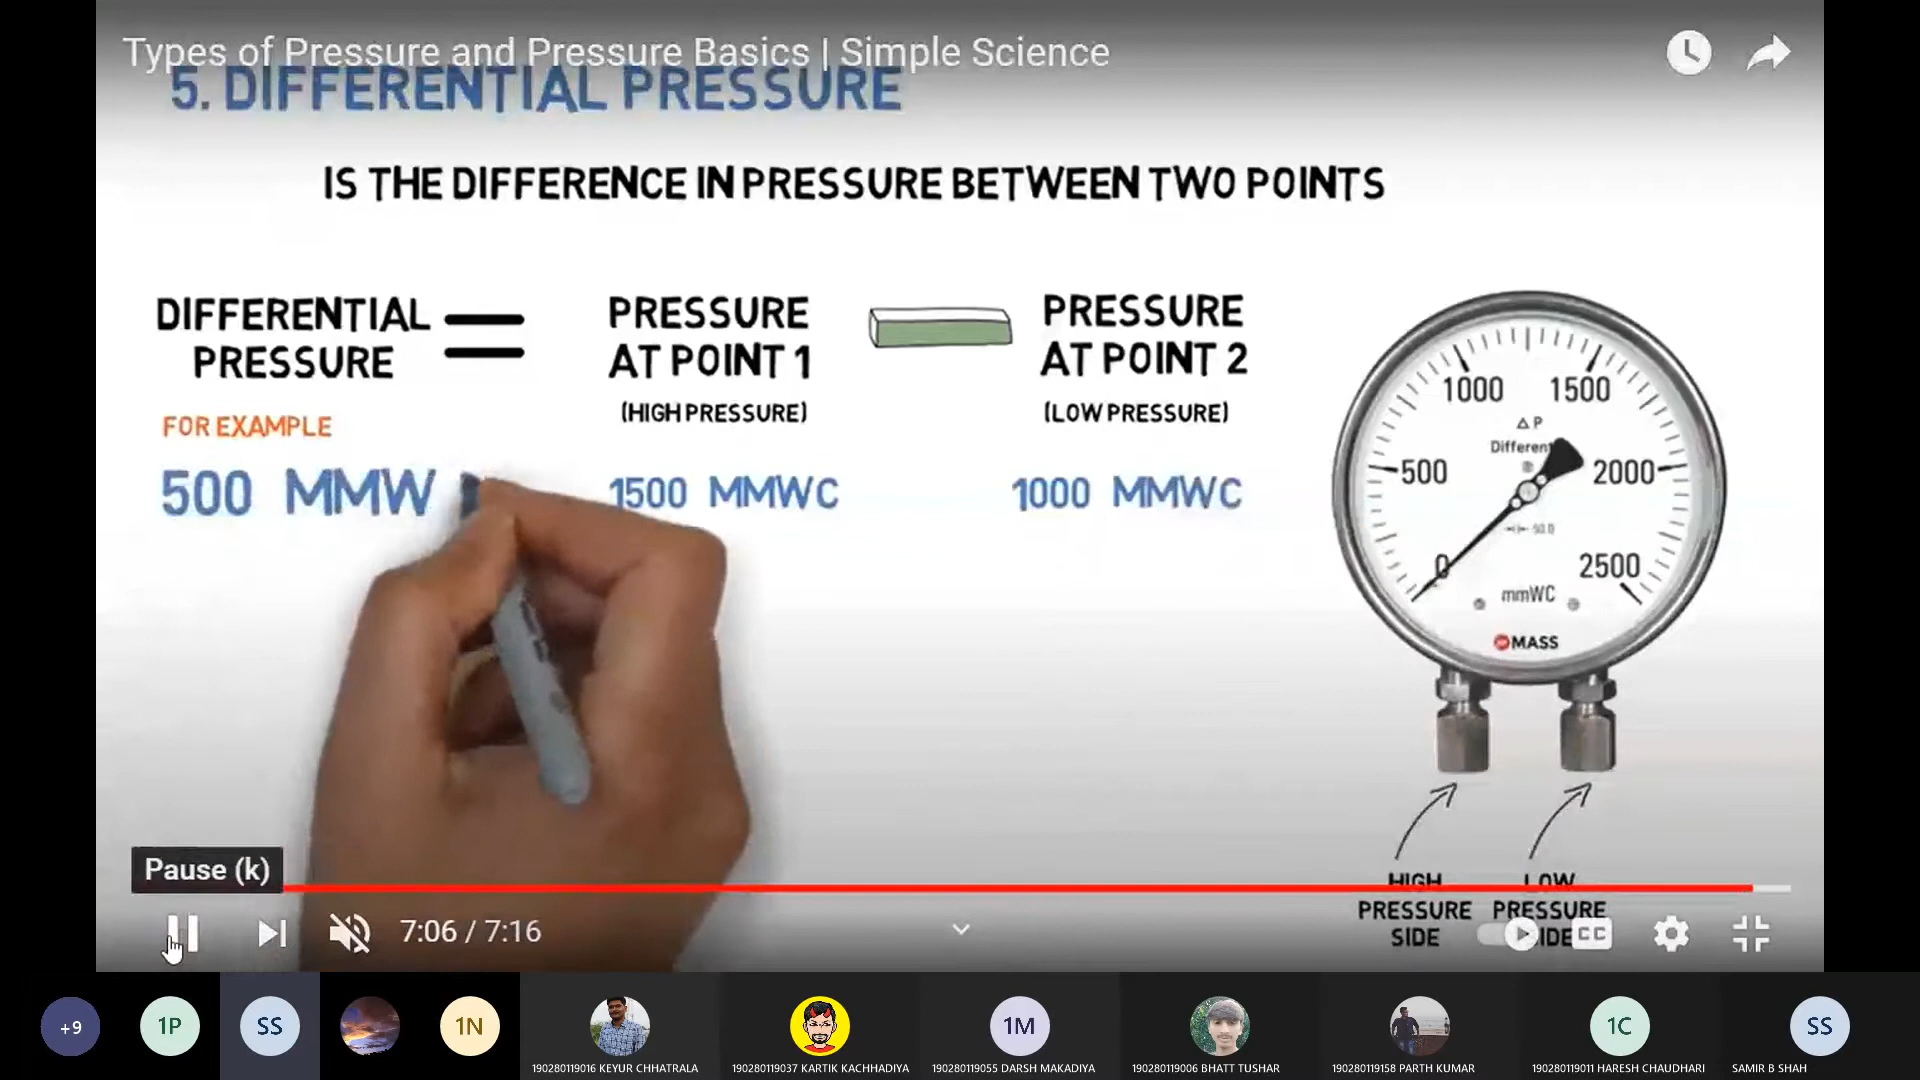 Types of Pressure and Pressure Basics | Simple Science
5. DIFFERENTIAL PRESSURE
IS THE DIFFERENCE IN PRESSURE BETWEEN TWO POINTS
DIFFERENTIAL
PRESSURE
=
PRESSURE
AT POINT 1
(HIGH PRESSURE)
PRESSURE
AT POINT 2
(LOW PRESSURE)
FOR EXAMPLE
500 MMW
1500 MMWC
1000 MMWC
1000 1500
Δ P
Different
500 2000
0 2500
mmWC
MASS
HIGH
PRESSURE
SIDE
LOW
PRESSURE
SIDE
Pause (k)
7:06 / 7:16
CC
+9
1P
SS
1N
1M
1C
SS
190280119016 KEYUR CHHATRALA
190280119037 KARTIK KACHHADIYA
190280119055 DARSH MAKADIYA
190280119006 BHATT TUSHAR
190280119158 PARTH KUMAR
190280119011 HARESH CHAUDHARI
SAMIR B SHAH